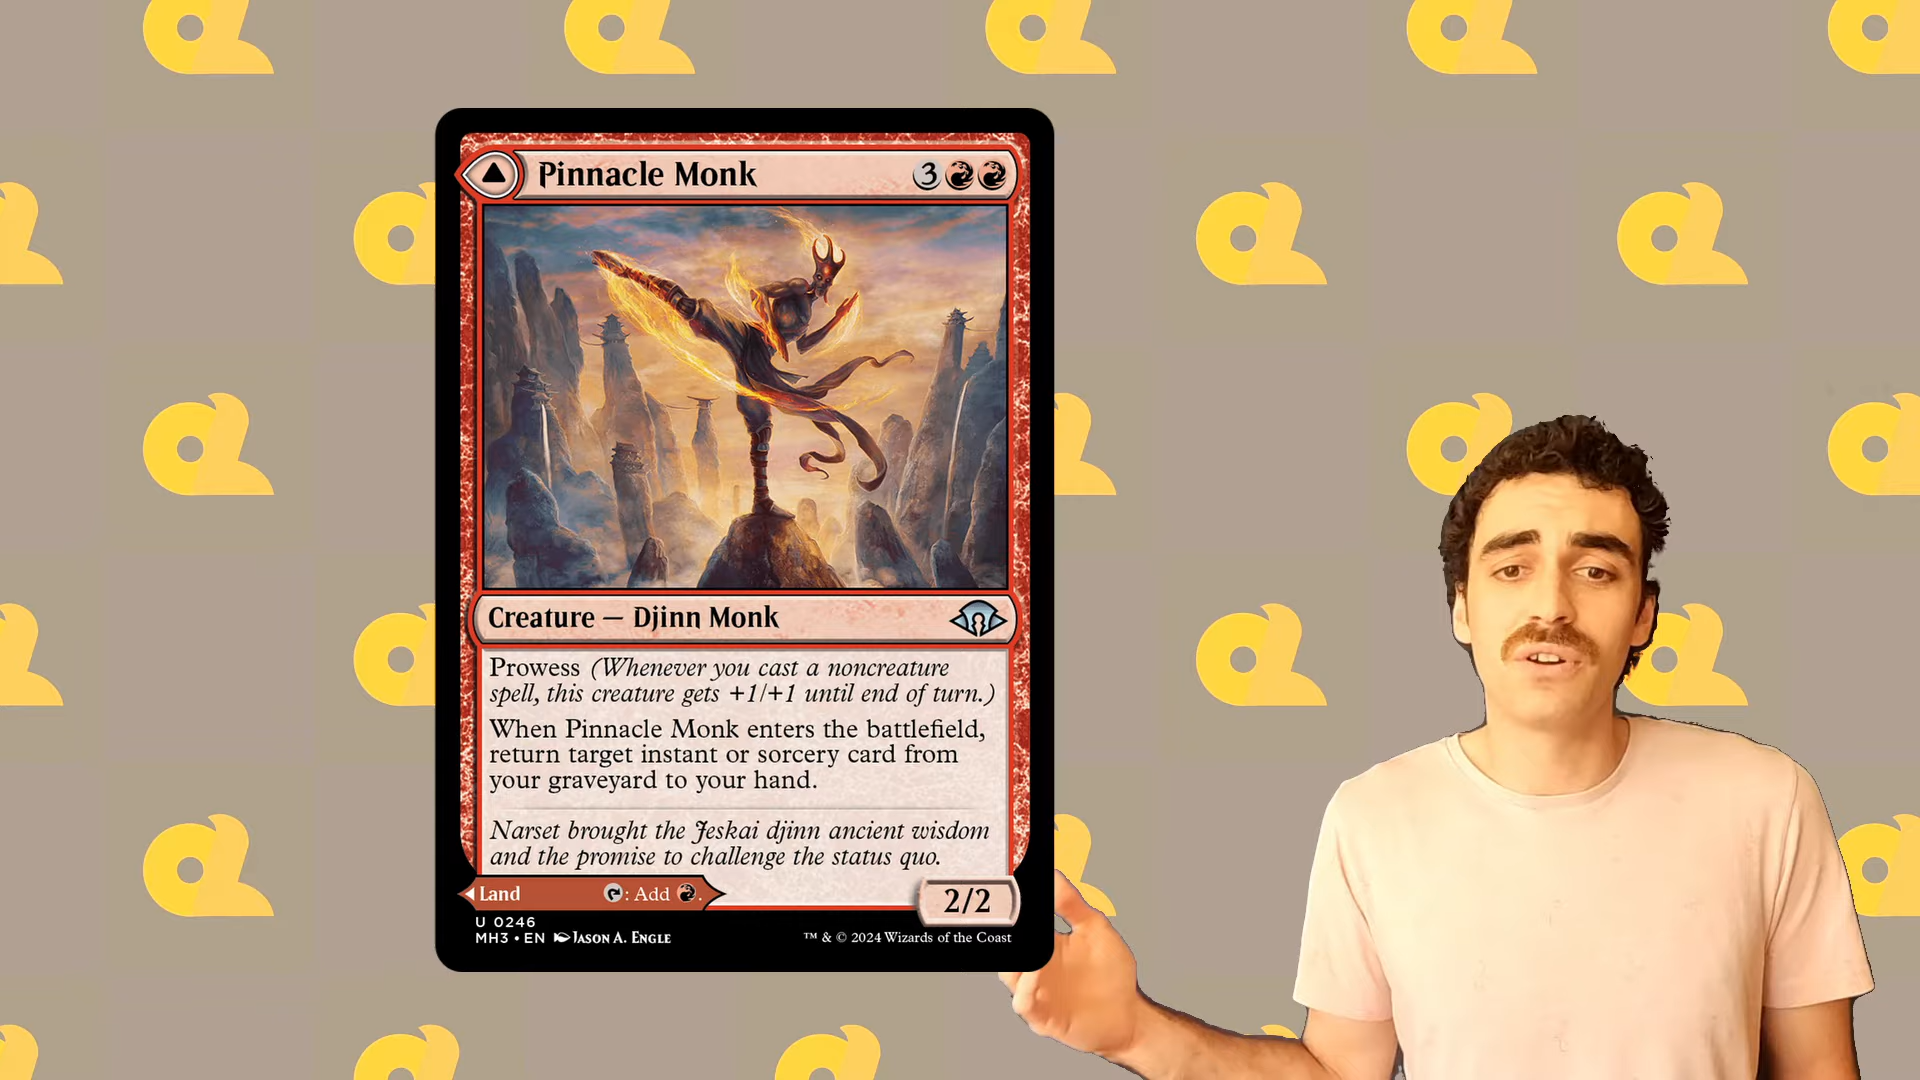 Pinnacle Monk 3
Creature — Djinn Monk
Prowess (Whenever you cast a noncreature
spell, this creature gets +1/+1 until end of turn.)
When Pinnacle Monk enters the battlefield,
return target instant or sorcery card from
your graveyard to your hand.
Narset brought the Jeskai djinn ancient wisdom
and the promise to challenge the status quo.
Land : Add .
2/2
U 0246
MH3 • EN Jason A. Engle
™ & © 2024 Wizards of the Coast